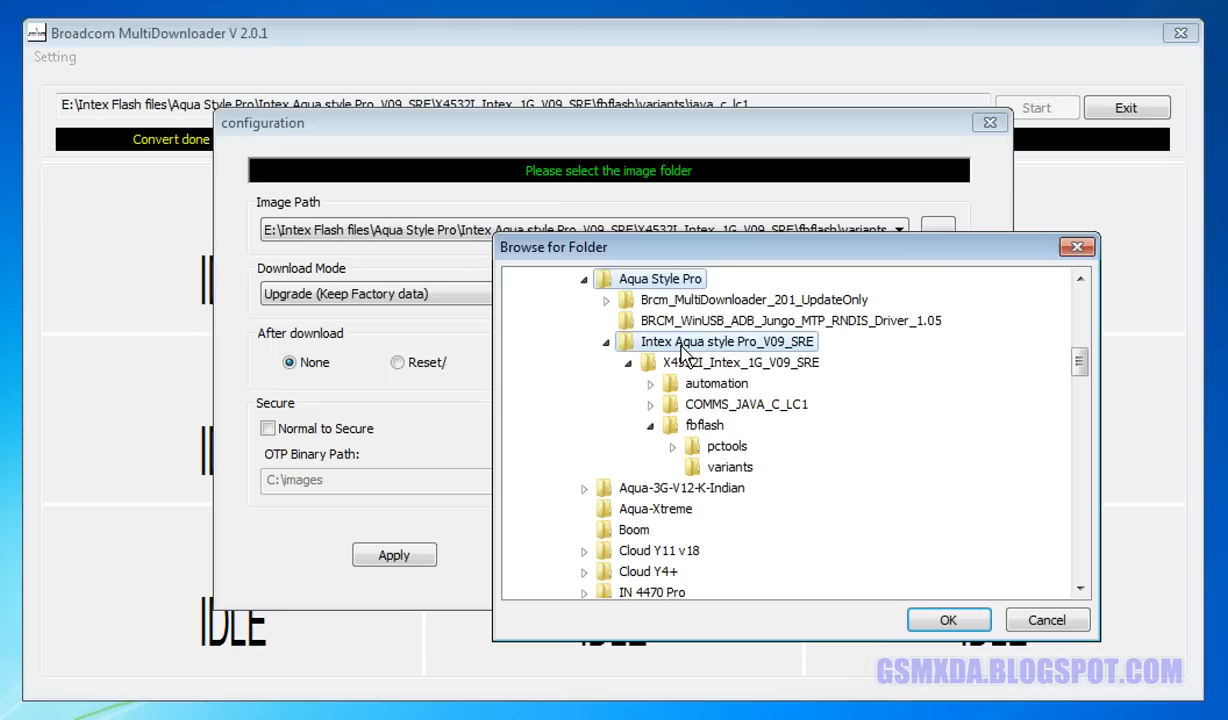 Broadcom MultiDownloader V 2.0.1
Setting
E:\Intex Flash files\Aqua Style Pro\Intex Aqua style Pro_V09_SRE\X4532I_Intex_1G_V09_SRE\fbflash\variants\java_c_lc1
Start
Exit
Convert done
configuration
Please select the image folder
Image Path
E:\Intex Flash files\Aqua Style Pro\Intex Aqua style Pro_V09_SRE\X4532I_Intex_1G_V09_SRE\fbflash\variants
Browse for Folder
Download Mode
Upgrade (Keep Factory data)
After download
None
Reset/
Secure
Normal to Secure
OTP Binary Path:
C:\images
Apply
Aqua Style Pro
Brcm_MultiDownloader_201_UpdateOnly
BRCM_WinUSB_ADB_Jungo_MTP_RNDIS_Driver_1.05
Intex Aqua style Pro_V09_SRE
X4532I_Intex_1G_V09_SRE
automation
COMMS_JAVA_C_LC1
fbflash
pctools
variants
Aqua-3G-V12-K-Indian
Aqua-Xtreme
Boom
Cloud Y11 v18
Cloud Y4+
IN 4470 Pro
OK
Cancel
IDLE
GSMXDA.BLOGSPOT.COM